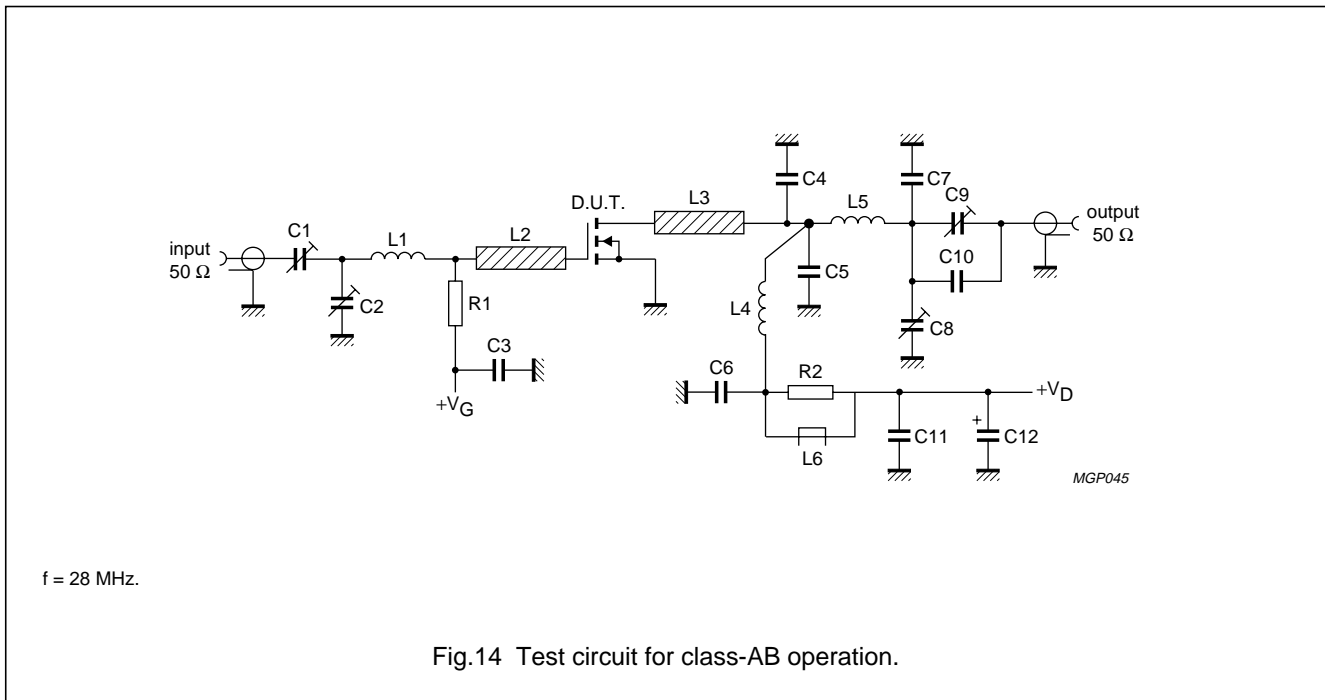 C4
C7
D.U.T.
L3
L5
C9
input
50 Ω
C1
L1
L2
output
50 Ω
C2
R1
C5
C10
L4
C8
C3
+VG
C6
R2
+VD
L6
C11
+
C12
MGP045
f = 28 MHz.
Fig.14 Test circuit for class-AB operation.